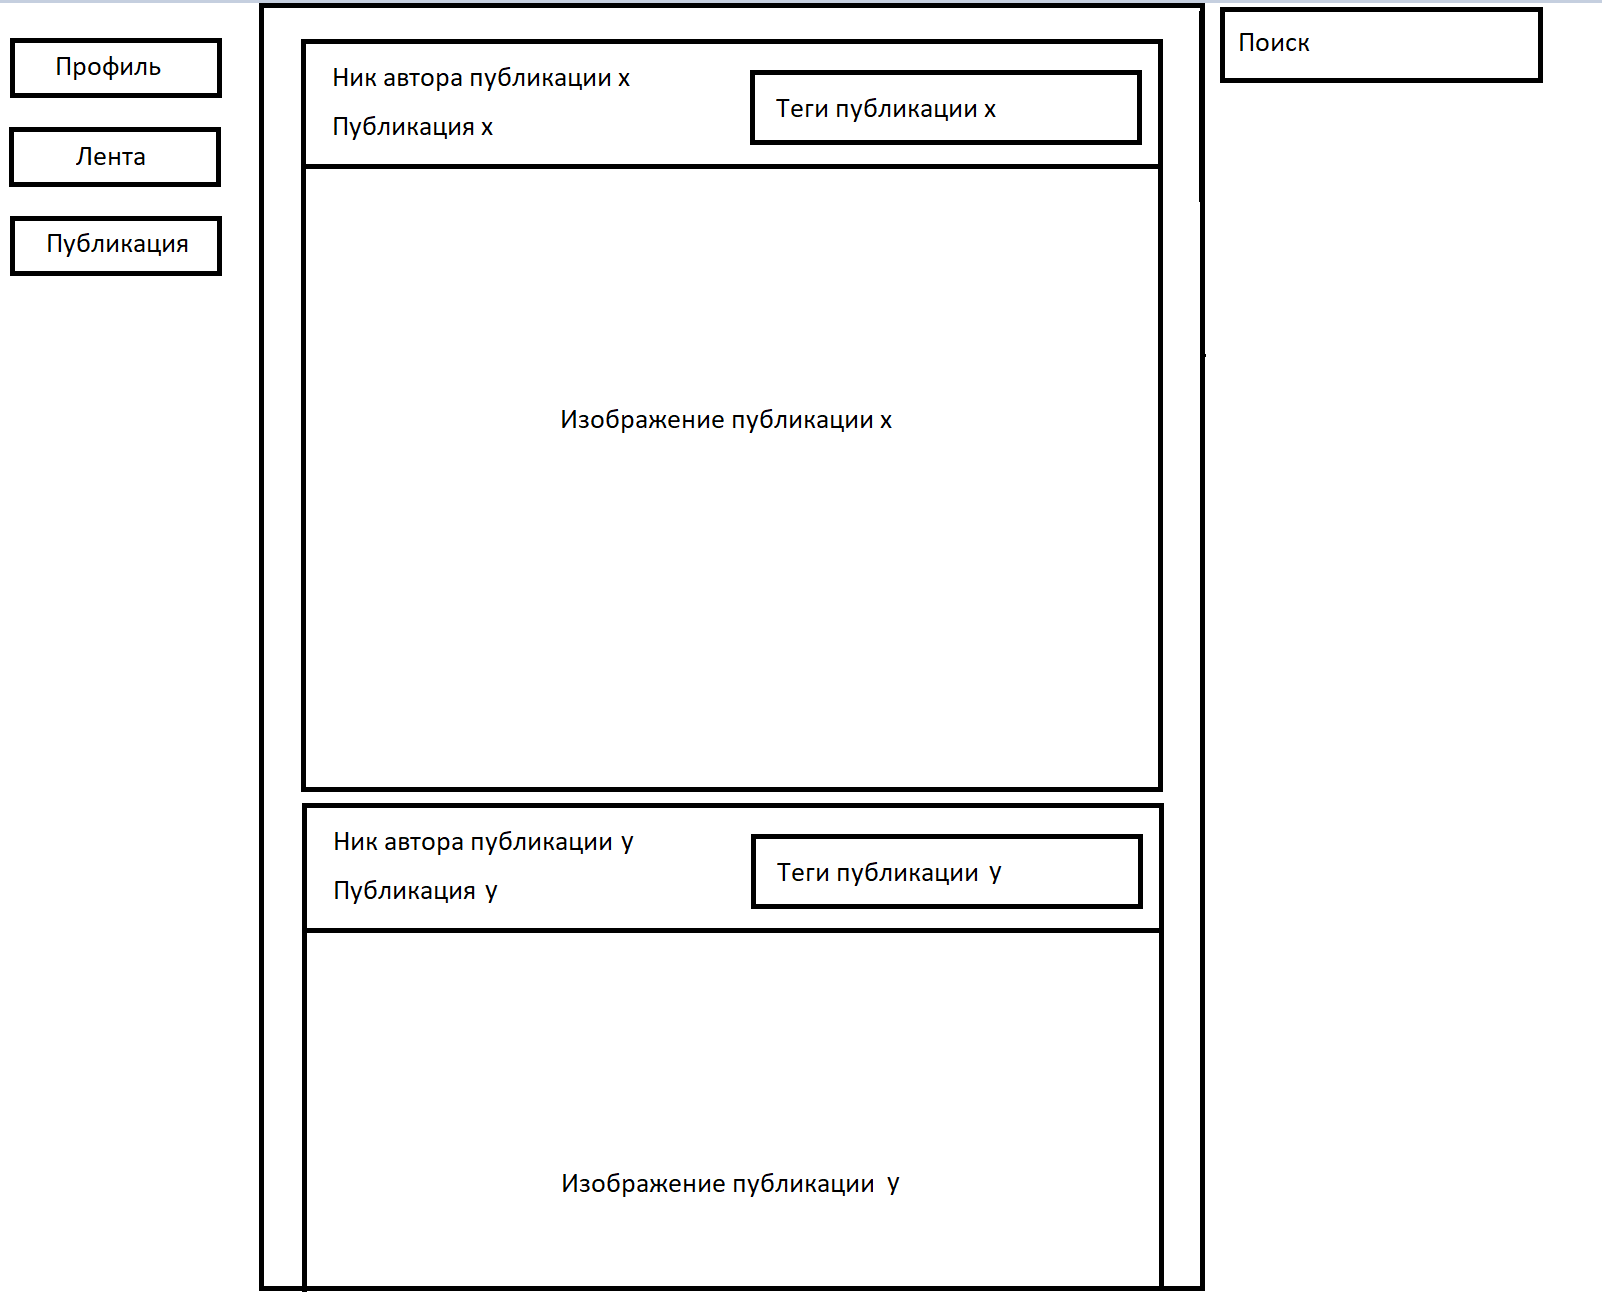 Профиль
Лента
Публикация
Ник автора публикации x
Публикация x
Теги публикации x
Изображение публикации x
Ник автора публикации y
Публикация y
Теги публикации y
Изображение публикации y
Поиск